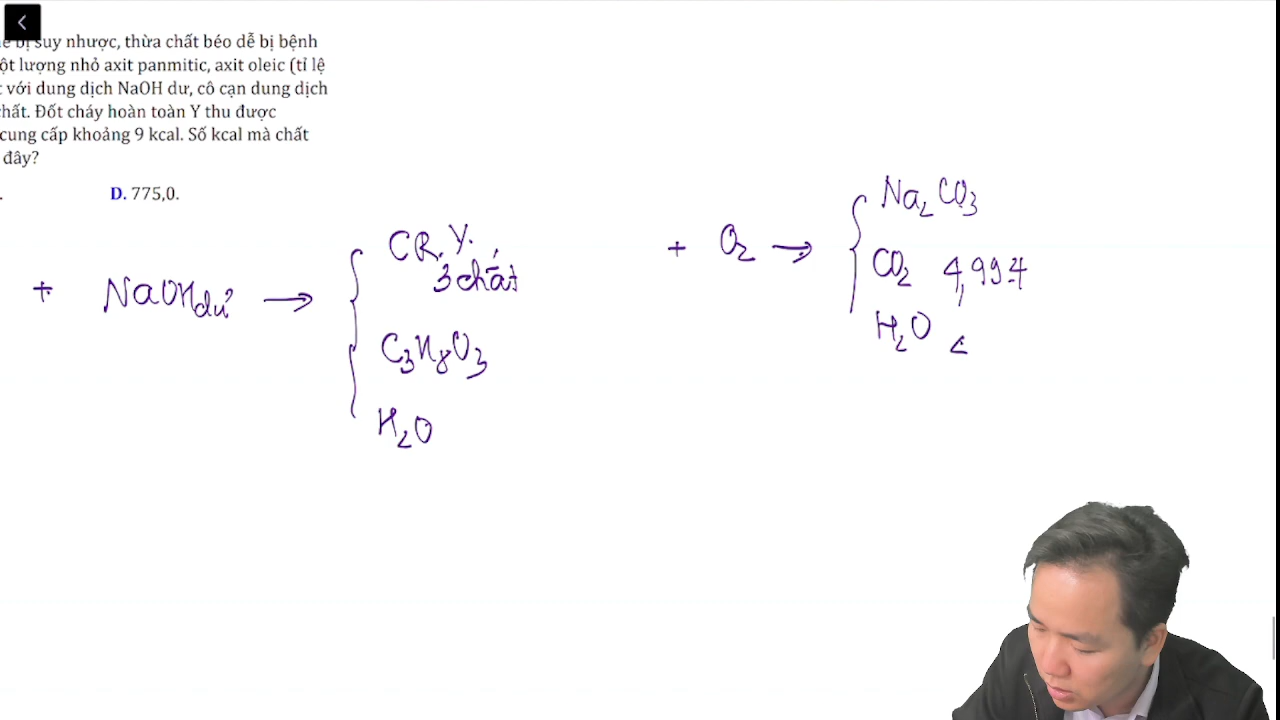 bị suy nhược, thừa chất béo dễ bị bệnh
ột lượng nhỏ axit panmitic, axit oleic (tỉ lệ
với dung dịch NaOH dư, cô cạn dung dịch
hất. Đốt cháy hoàn toàn Y thu được
cung cấp khoảng 9 kcal. Số kcal mà chất
đây?
. D. 775,0.
+ NaOH dư → { CR. Y. 3 chất
C₃H₈O₃
H₂O
+ O₂ → { Na₂CO₃
CO₂ 4,997
H₂O